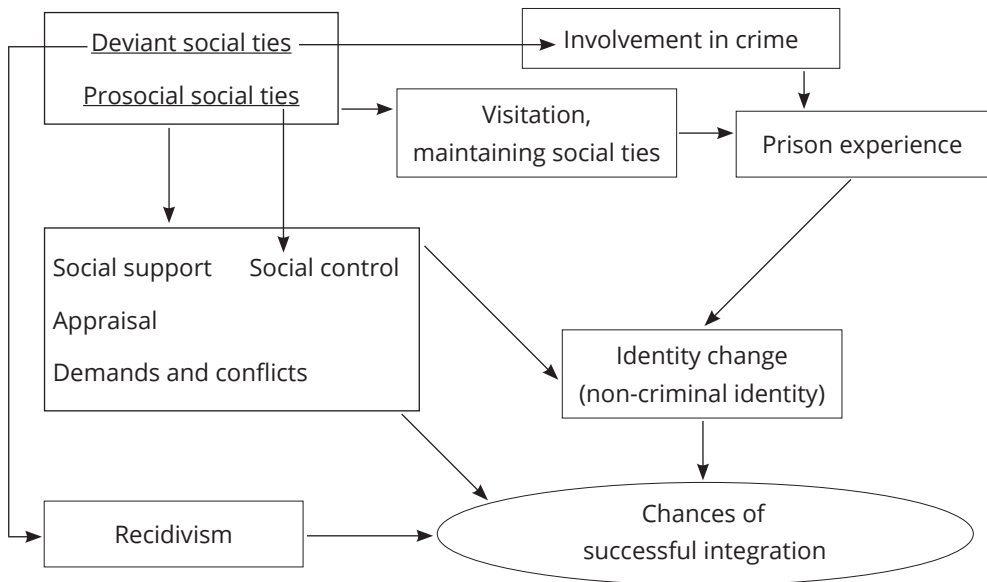 Deviant social ties
Involvement in crime
Prosocial social ties
Visitation,
maintaining social ties
Prison experience
Social support
Social control
Appraisal
Demands and conflicts
Identity change
(non-criminal identity)
Recidivism
Chances of
successful integration